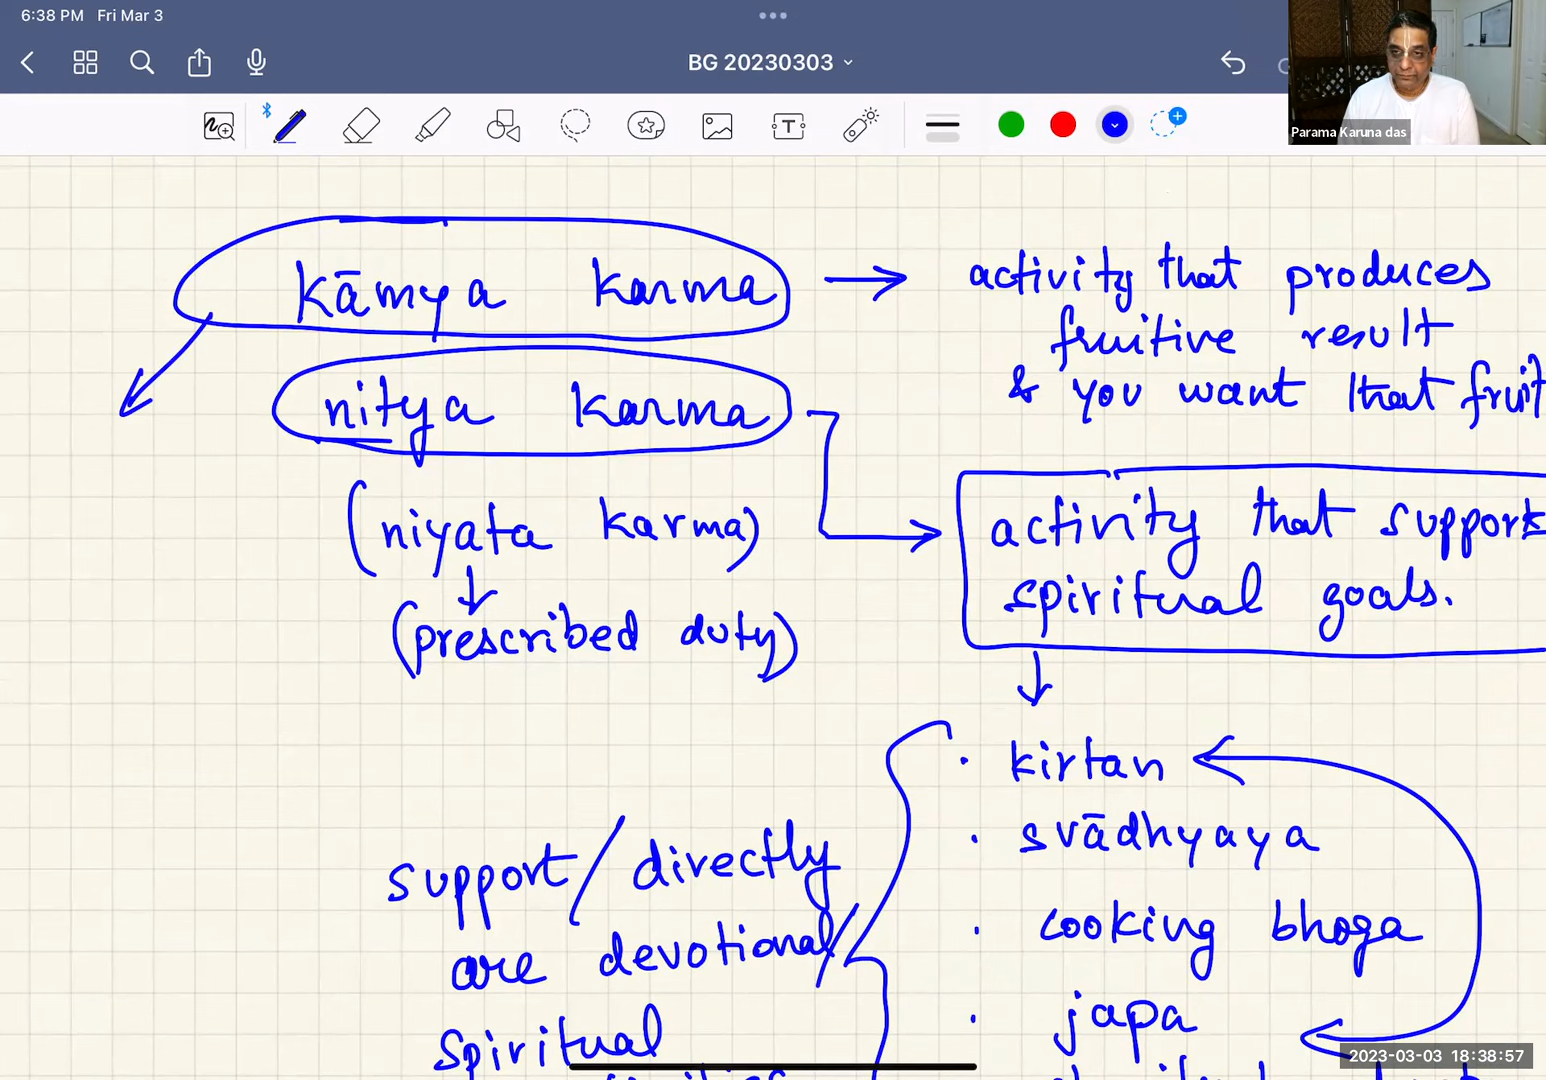 6:38 PM Fri Mar 3
BG 20230303
Parama Karuna das
kāmya karma → activity that produces
fruitive result
& you want that fruit
nitya karma
(niyata karma)
activity that support
spiritual goals.
(prescribed duty)
· kirtan
· svādhyaya
support / directly
· cooking bhoga
are devotional /
· japa
spiritual
2023-03-03 18:38:57